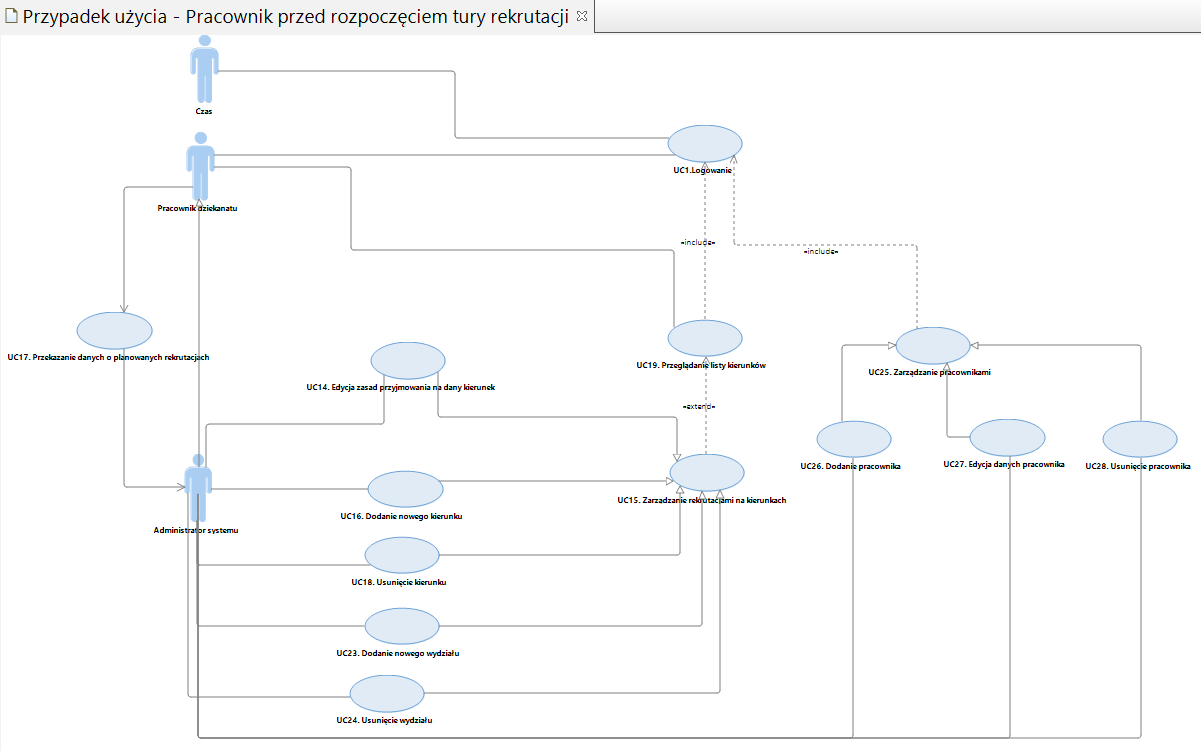 Przypadek użycia - Pracownik przed rozpoczęciem tury rekrutacji
Czas
UC1.Logowanie
Pracownik dziekanatu
«include»
«include»
UC17. Przekazanie danych o planowanych rekrutacjach
UC19. Przeglądanie listy kierunków
UC25. Zarządzanie pracownikami
UC14. Edycja zasad przyjmowania na dany kierunek
«extend»
UC26. Dodanie pracownika
UC27. Edycja danych pracownika
UC28. Usunięcie pracownika
UC15. Zarządzanie rekrutacjami na kierunkach
UC16. Dodanie nowego kierunku
Administrator systemu
UC18. Usunięcie kierunku
UC23. Dodanie nowego wydziału
UC24. Usunięcie wydziału